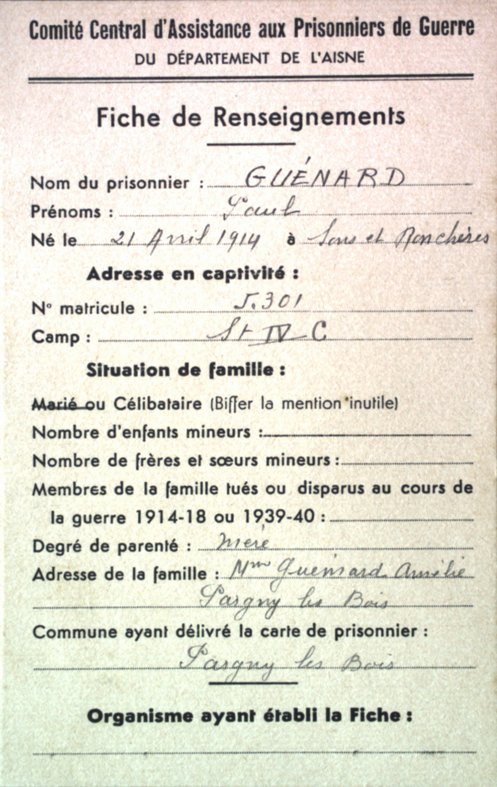 Comité Central d'Assistance aux Prisonniers de Guerre
DU DÉPARTEMENT DE L'AISNE
Fiche de Renseignements
Nom du prisonnier : GUÉNARD
Prénoms : Paul
Né le 21 Avril 1914 à Sons et Ronchères
Adresse en captivité :
N° matricule : 5.301
Camp : St IV C
Situation de famille :
Marié ou Célibataire (Biffer la mention inutile)
Nombre d'enfants mineurs :
Nombre de frères et sœurs mineurs :
Membres de la famille tués ou disparus au cours de
la guerre 1914-18 ou 1939-40 :
Degré de parenté : mère
Adresse de la famille : Mme Guénard Amélie
Pargny les Bois
Commune ayant délivré la carte de prisonnier :
Pargny les Bois
Organisme ayant établi la Fiche :